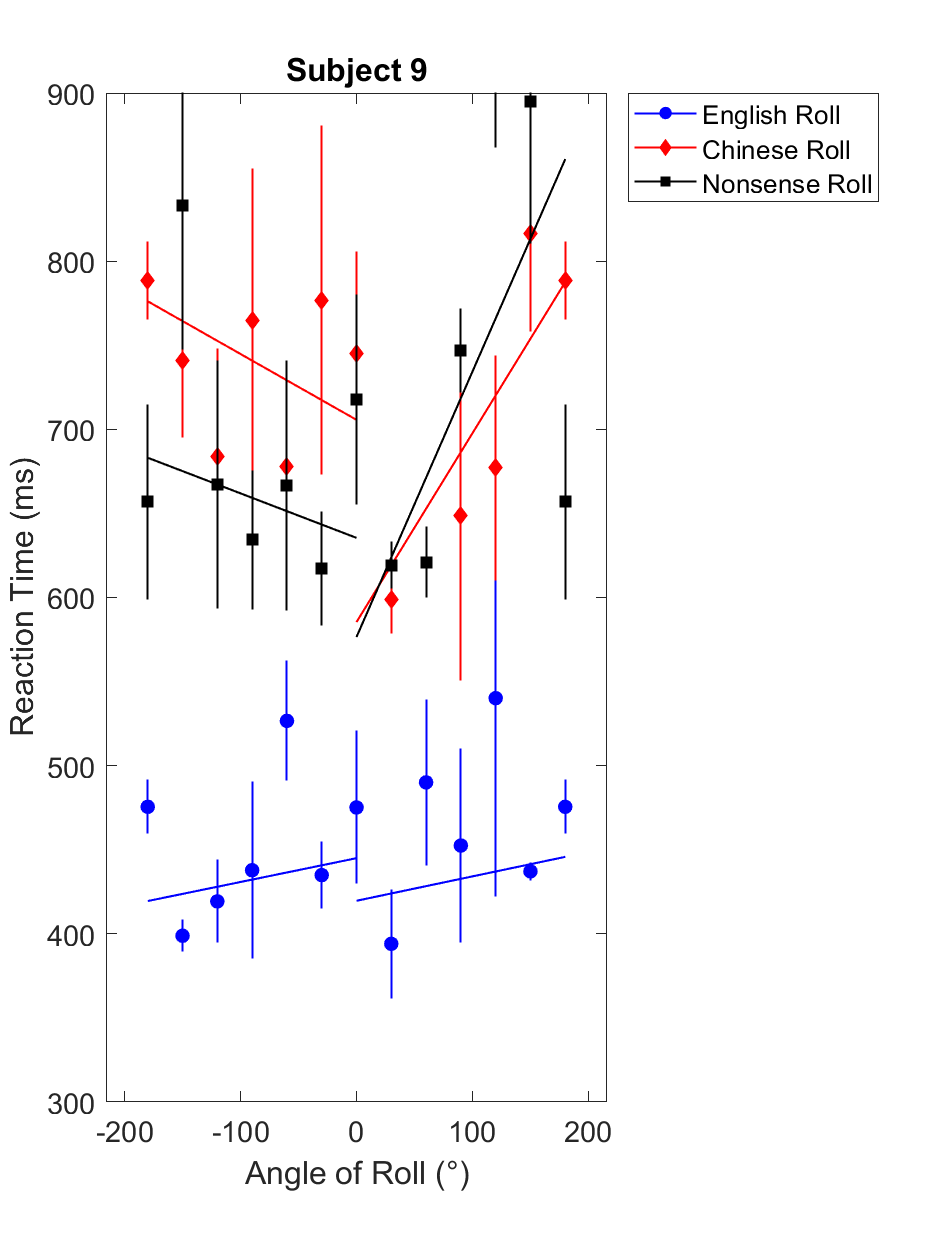 Subject 9
900
800
700
600
500
400
300
-200 -100 0 100 200
Reaction Time (ms)
Angle of Roll (°)
English Roll
Chinese Roll
Nonsense Roll